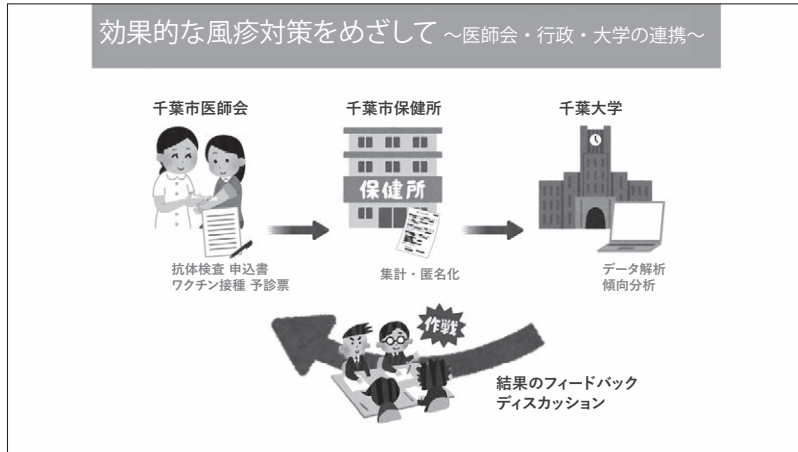 効果的な風疹対策をめざして ～医師会・行政・大学の連携～
千葉市医師会
千葉市保健所
千葉大学
保健所
抗体検査 申込書
ワクチン接種 予診票
集計・匿名化
データ解析
傾向分析
作戦
結果のフィードバック
ディスカッション